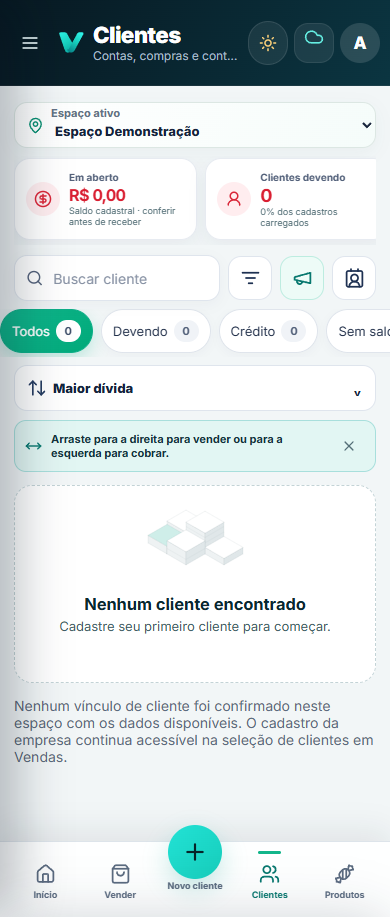 Clientes
Contas, compras e cont...
A
Espaço ativo
Espaço Demonstração
Em aberto
R$ 0,00
Saldo cadastral · conferir
antes de receber
Clientes devendo
0
0% dos cadastros
carregados
Buscar cliente
Todos 0
Devendo 0
Crédito 0
Sem sald
Maior dívida
Arraste para a direita para vender ou para a
esquerda para cobrar.
Nenhum cliente encontrado
Cadastre seu primeiro cliente para começar.
Nenhum vínculo de cliente foi confirmado neste
espaço com os dados disponíveis. O cadastro da
empresa continua acessível na seleção de clientes em
Vendas.
Início
Vender
Novo cliente
Clientes
Produtos